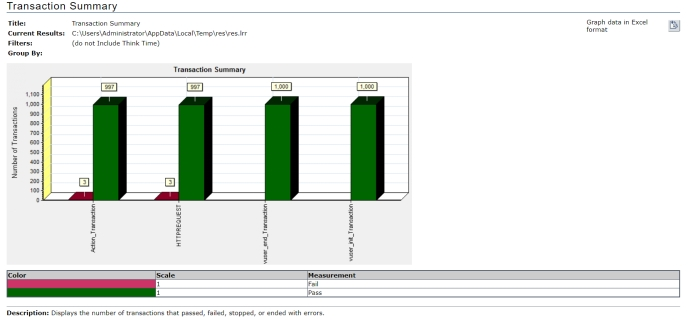 Transaction Summary
Title: Transaction Summary
Graph data in Excel
format
Current Results: C:\Users\Administrator\AppData\Local\Temp\res\res.lrr
Filters: (do not Include Think Time)
Group By:
Transaction Summary
997 997 1,000 1,000
3 3
Number of Transactions
1,100
1,000
900
800
700
600
500
400
300
200
100
0
Action_Transaction
HTTPREQUEST
vuser_end_Transaction
vuser_init_Transaction
Color Scale Measurement
1 Fail
1 Pass
Description: Displays the number of transactions that passed, failed, stopped, or ended with errors.